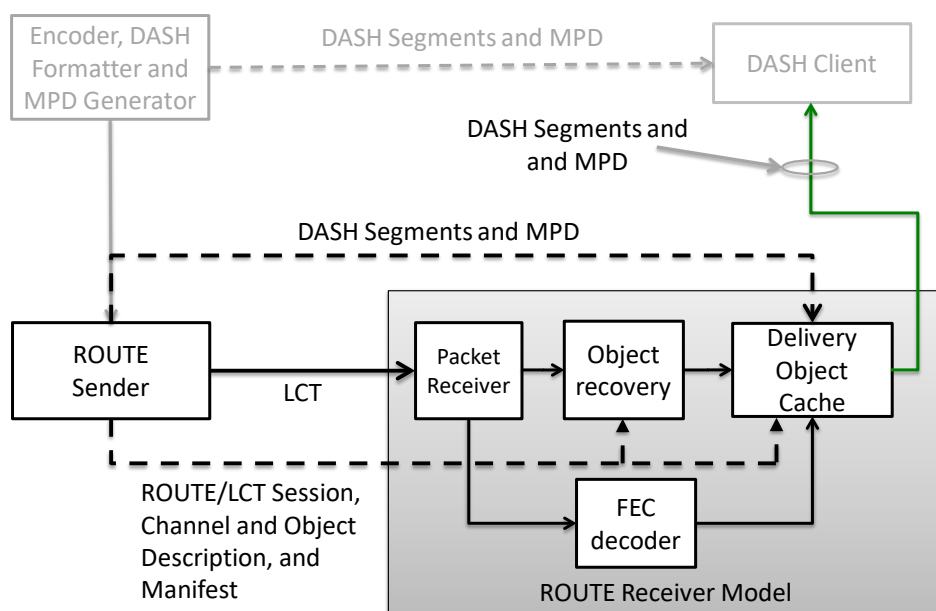 Encoder, DASH
Formatter and
MPD Generator
DASH Segments and MPD
DASH Client
DASH Segments and
and MPD
DASH Segments and MPD
ROUTE
Sender
LCT
Packet
Receiver
Object
recovery
Delivery
Object
Cache
ROUTE/LCT Session,
Channel and Object
Description, and
Manifest
FEC
decoder
ROUTE Receiver Model